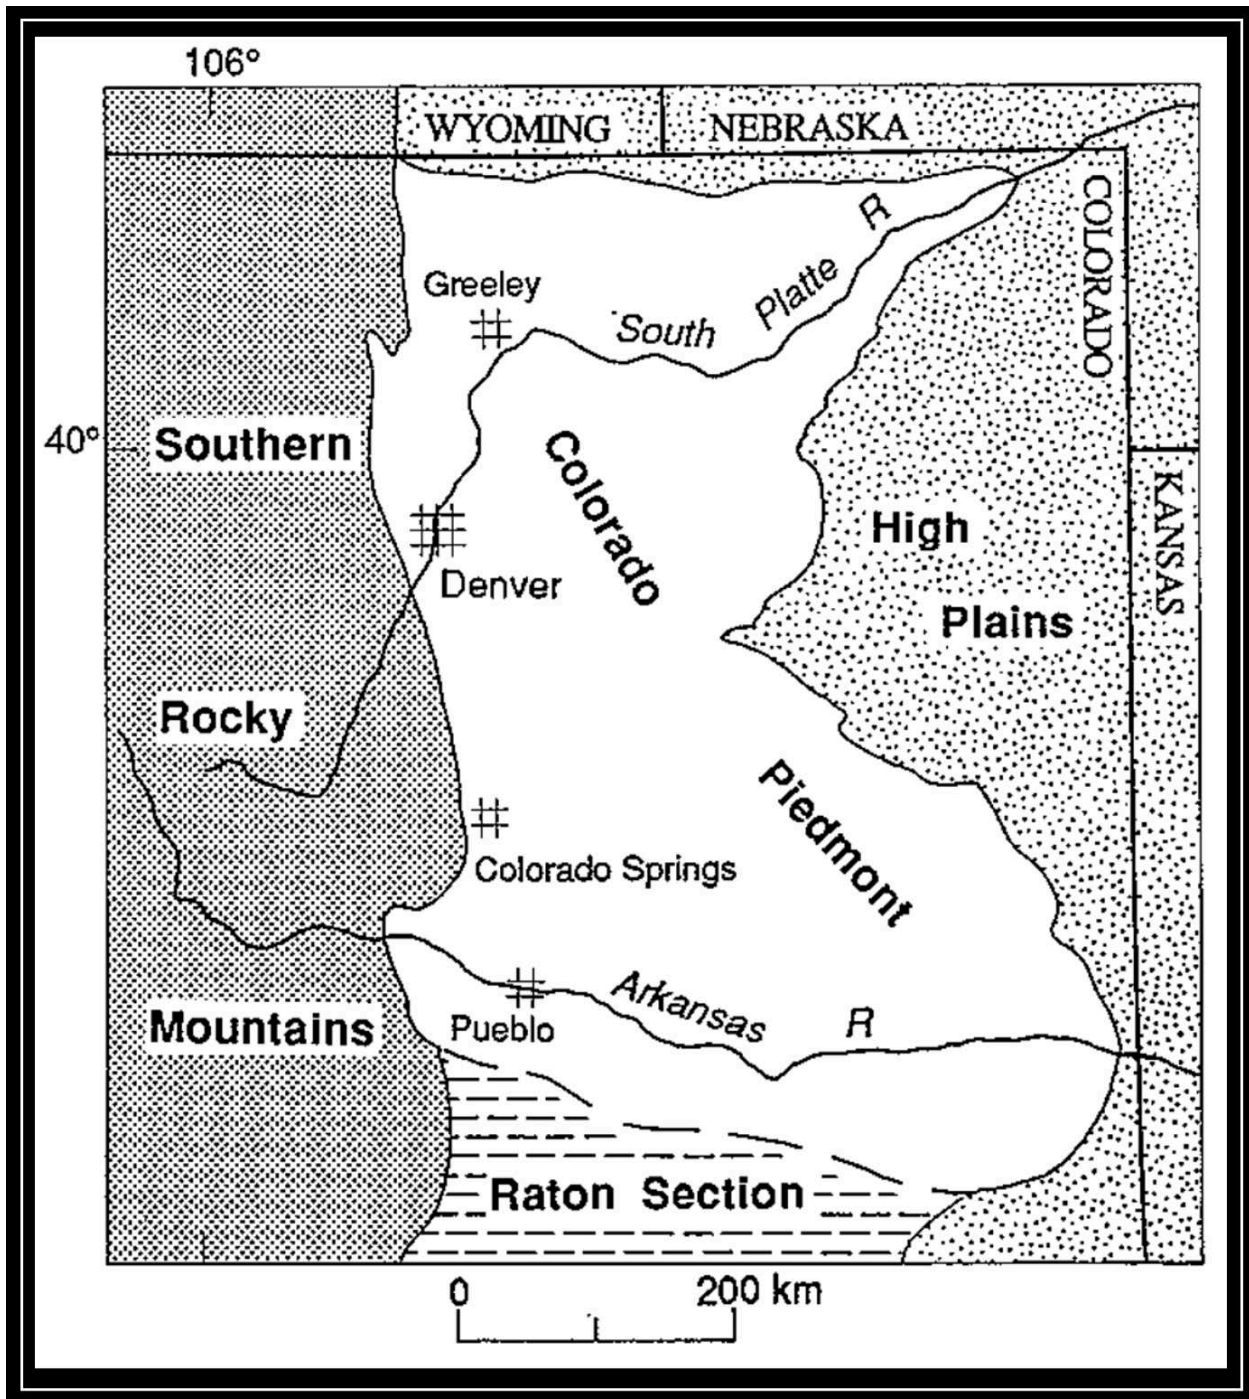 106°
WYOMING
NEBRASKA
COLORADO
R
Platte
South
Greeley
40°
Southern
Colorado
KANSAS
High
Denver
Plains
Rocky
Piedmont
Colorado Springs
Arkansas
R
Mountains
Pueblo
Raton Section
0 200 km